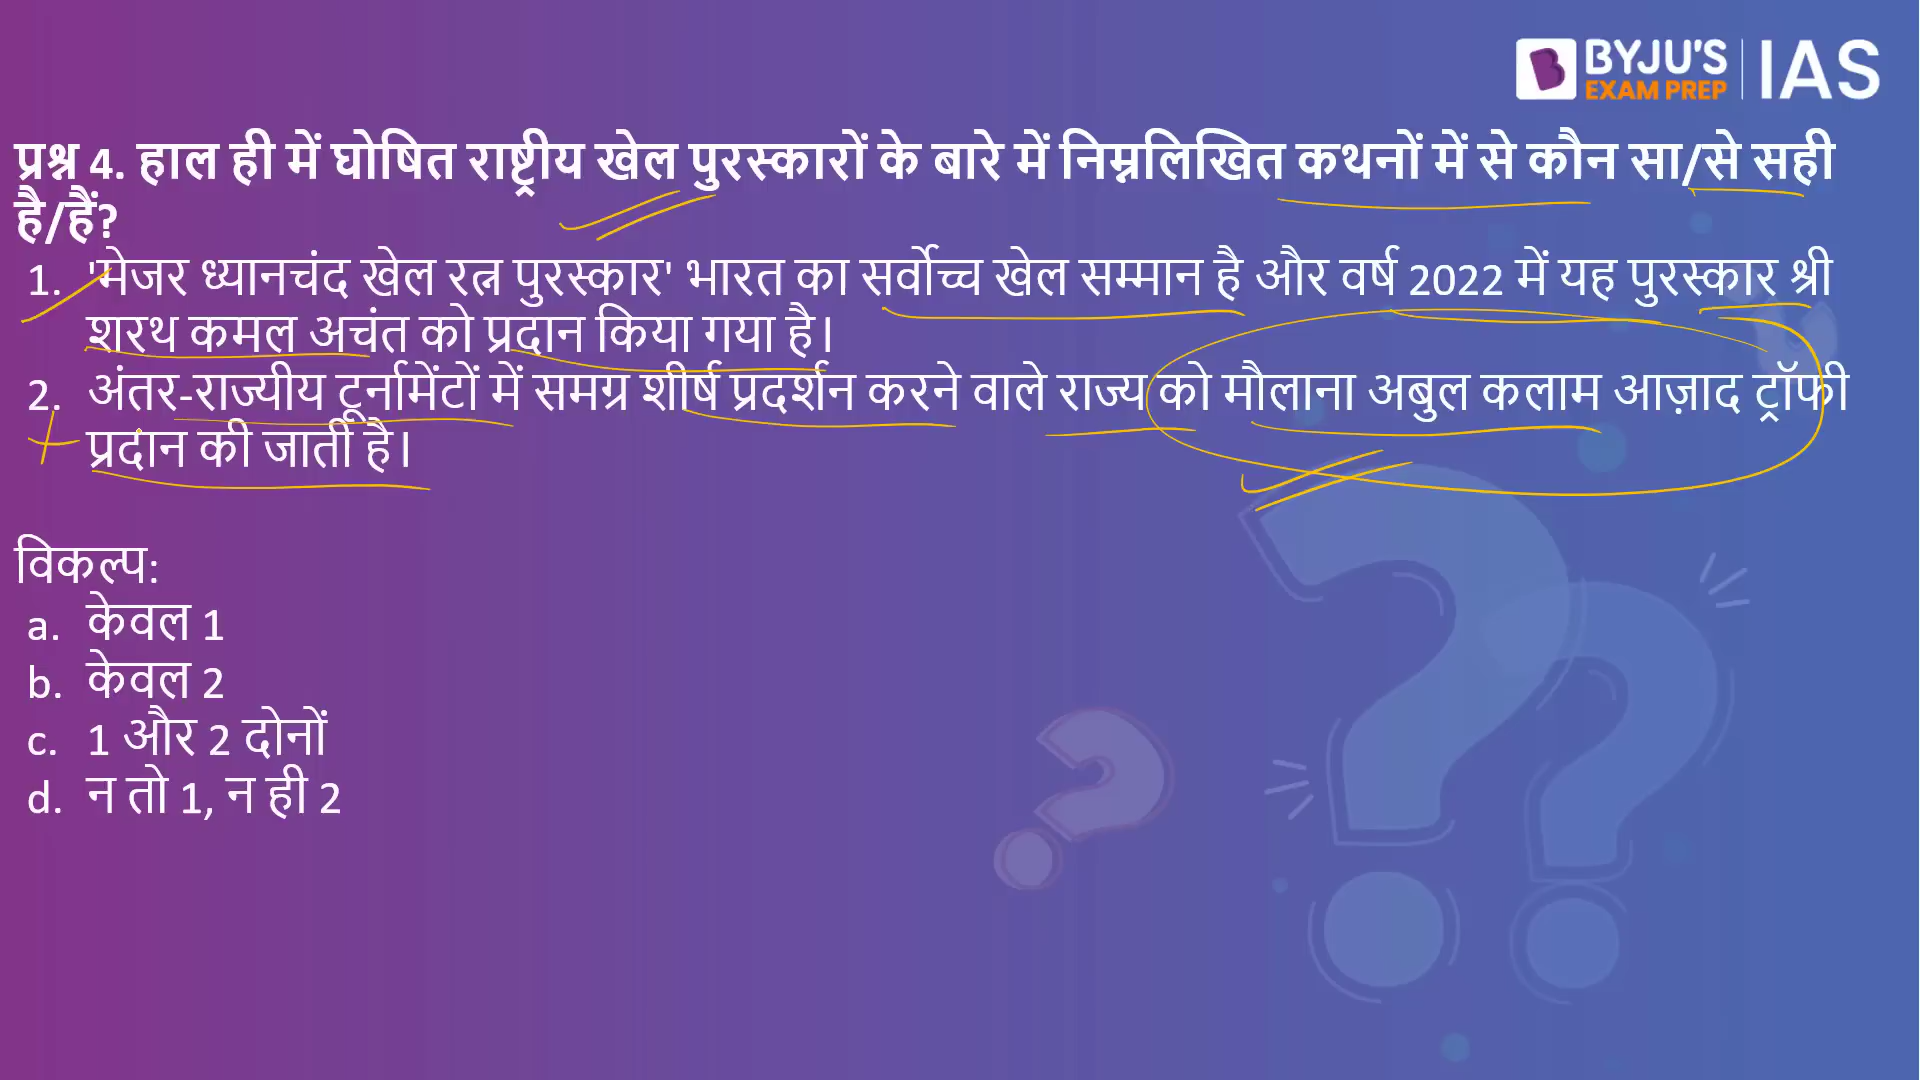 BYJU'S
EXAM PREP
IAS
प्रश्न 4. हाल ही में घोषित राष्ट्रीय खेल पुरस्कारों के बारे में निम्नलिखित कथनों में से कौन सा/से सही
है/हैं?
1. 'मेजर ध्यानचंद खेल रत्न पुरस्कार' भारत का सर्वोच्च खेल सम्मान है और वर्ष 2022 में यह पुरस्कार श्री
शरथ कमल अचंत को प्रदान किया गया है।
2. अंतर-राज्यीय टूर्नामेंटों में समग्र शीर्ष प्रदर्शन करने वाले राज्य को मौलाना अबुल कलाम आज़ाद ट्रॉफी
प्रदान की जाती है।
विकल्प:
a. केवल 1
b. केवल 2
c. 1 और 2 दोनों
d. न तो 1, न ही 2